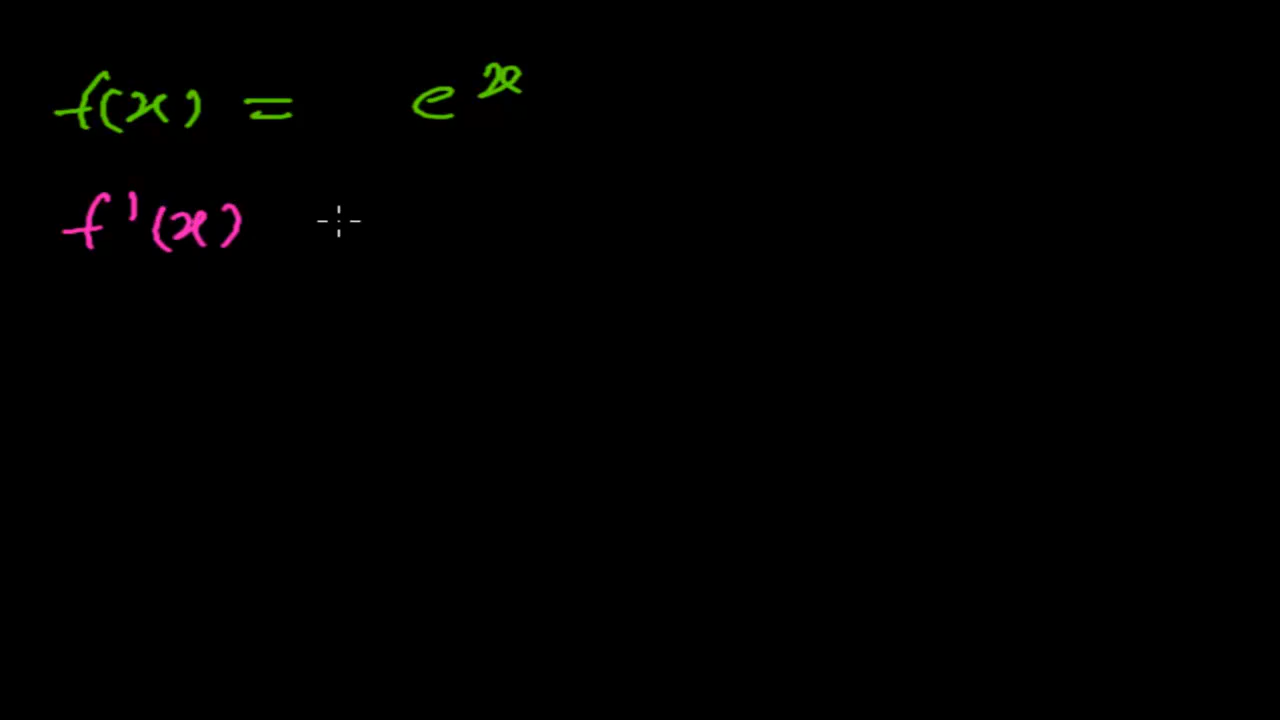 f(x) = e^x
f'(x)